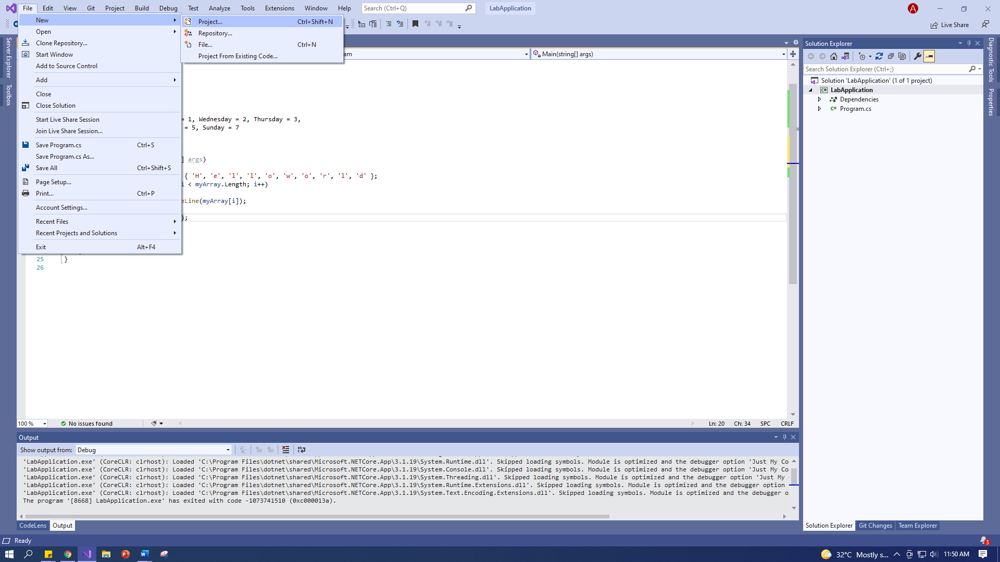 File Edit View Git Project Build Debug Test Analyze Tools Extensions Window Help Search (Ctrl+Q) LabApplication A
Live Share
New
Open
Clone Repository...
Start Window
Add to Source Control
Add
Close
Close Solution
Start Live Share Session
Join Live Share Session...
Save Program.cs Ctrl+S
Save Program.cs As...
Save All Ctrl+Shift+S
Page Setup...
Print... Ctrl+P
Account Settings...
Recent Files
Recent Projects and Solutions
Exit Alt+F4
Project... Ctrl+Shift+N
Repository...
File... Ctrl+N
Project From Existing Code...
Server Explorer
Toolbox
am Main(string[] args)
= 1, Wednesday = 2, Thursday = 3,
= 5, Sunday = 7
] args)
{ 'H', 'e', 'l', 'l', 'o', 'w', 'o', 'r', 'l', 'd' };
i < myArray.Length; i++)
eLine(myArray[i]);
);
25 }
26
100 % No issues found Ln: 20 Ch: 34 SPC CRLF
Output
Show output from: Debug
'LabApplication.exe' (CoreCLR: clrhost): Loaded 'C:\Program Files\dotnet\shared\Microsoft.NETCore.App\3.1.19\System.Runtime.dll'. Skipped loading symbols. Module is optimized and the debugger option 'Just My Co
'LabApplication.exe' (CoreCLR: clrhost): Loaded 'C:\Program Files\dotnet\shared\Microsoft.NETCore.App\3.1.19\System.Console.dll'. Skipped loading symbols. Module is optimized and the debugger option 'Just My Co
'LabApplication.exe' (CoreCLR: clrhost): Loaded 'C:\Program Files\dotnet\shared\Microsoft.NETCore.App\3.1.19\System.Threading.dll'. Skipped loading symbols. Module is optimized and the debugger option 'Just My
'LabApplication.exe' (CoreCLR: clrhost): Loaded 'C:\Program Files\dotnet\shared\Microsoft.NETCore.App\3.1.19\System.Runtime.Extensions.dll'. Skipped loading symbols. Module is optimized and the debugger option
'LabApplication.exe' (CoreCLR: clrhost): Loaded 'C:\Program Files\dotnet\shared\Microsoft.NETCore.App\3.1.19\System.Text.Encoding.Extensions.dll'. Skipped loading symbols. Module is optimized and the debugger o
The program '[8668] LabApplication.exe' has exited with code -1073741510 (0xc000013a).
CodeLens Output
Solution Explorer
Search Solution Explorer (Ctrl+;)
Solution 'LabApplication' (1 of 1 project)
C# LabApplication
Dependencies
C# Program.cs
Solution Explorer Git Changes Team Explorer
Diagnostic Tools
Properties
Ready 3
32°C Mostly s... 11:50 AM